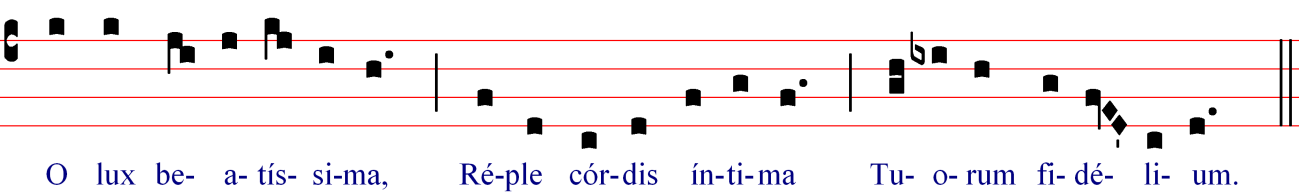 O lux be- a- tís- si-ma, Ré-ple cór-dis ín-ti-ma Tu- o-rum fi-dé- li- um.